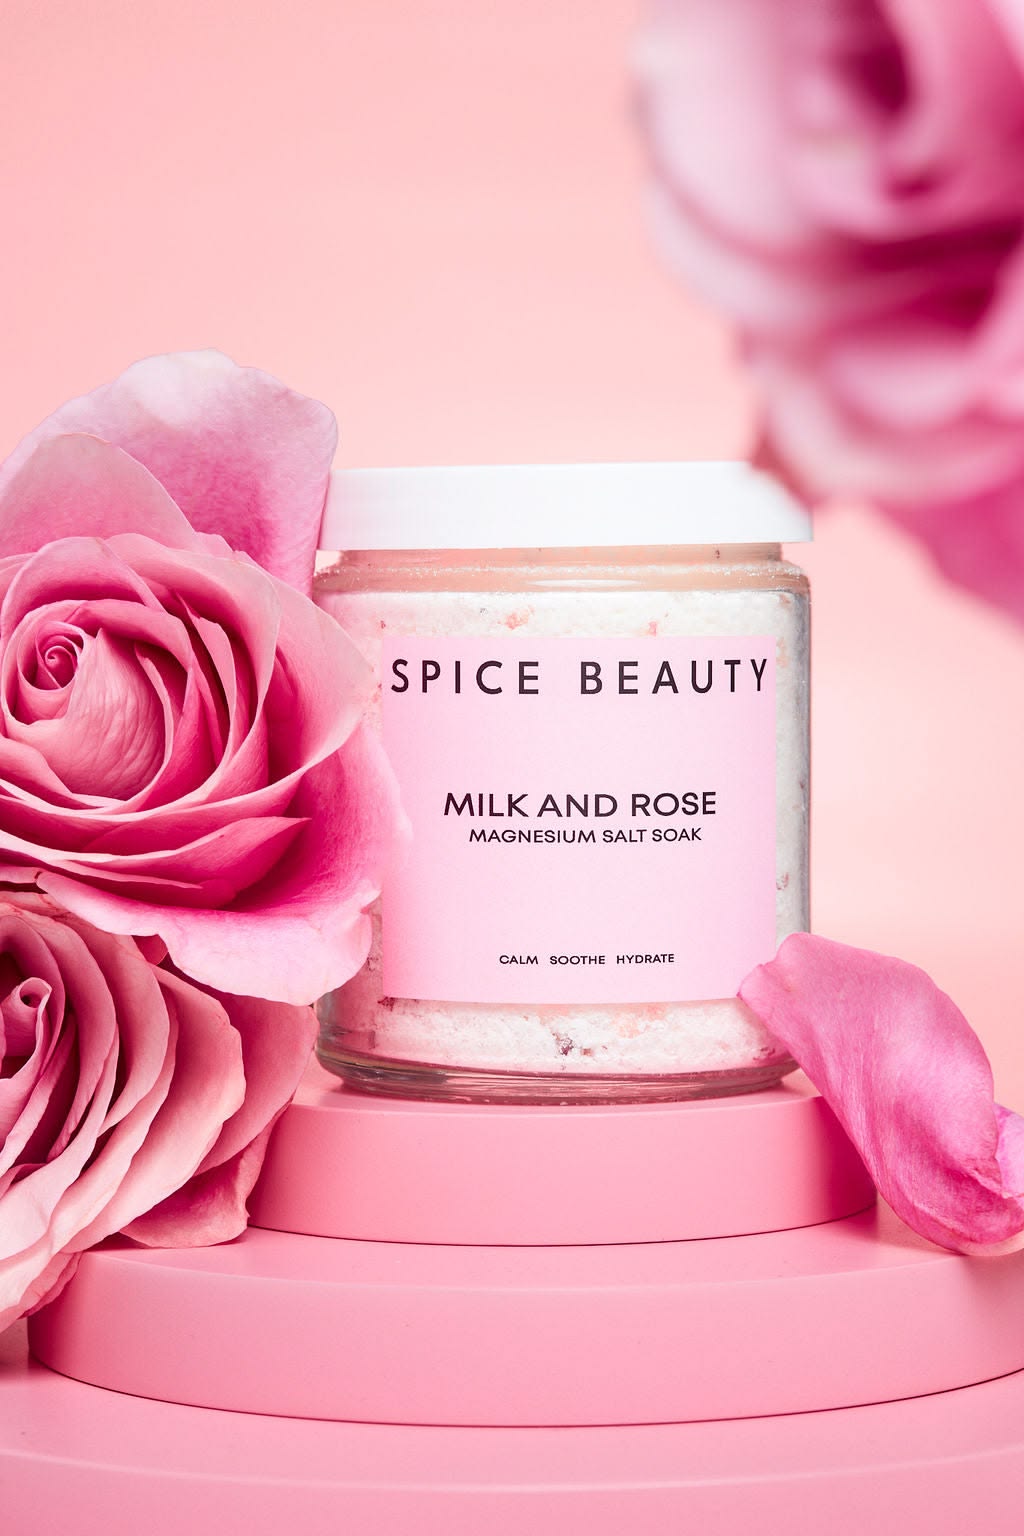 SPICE BEAUTY
MILK AND ROSE
MAGNESIUM SALT SOAK
CALM SOOTHE HYDRATE